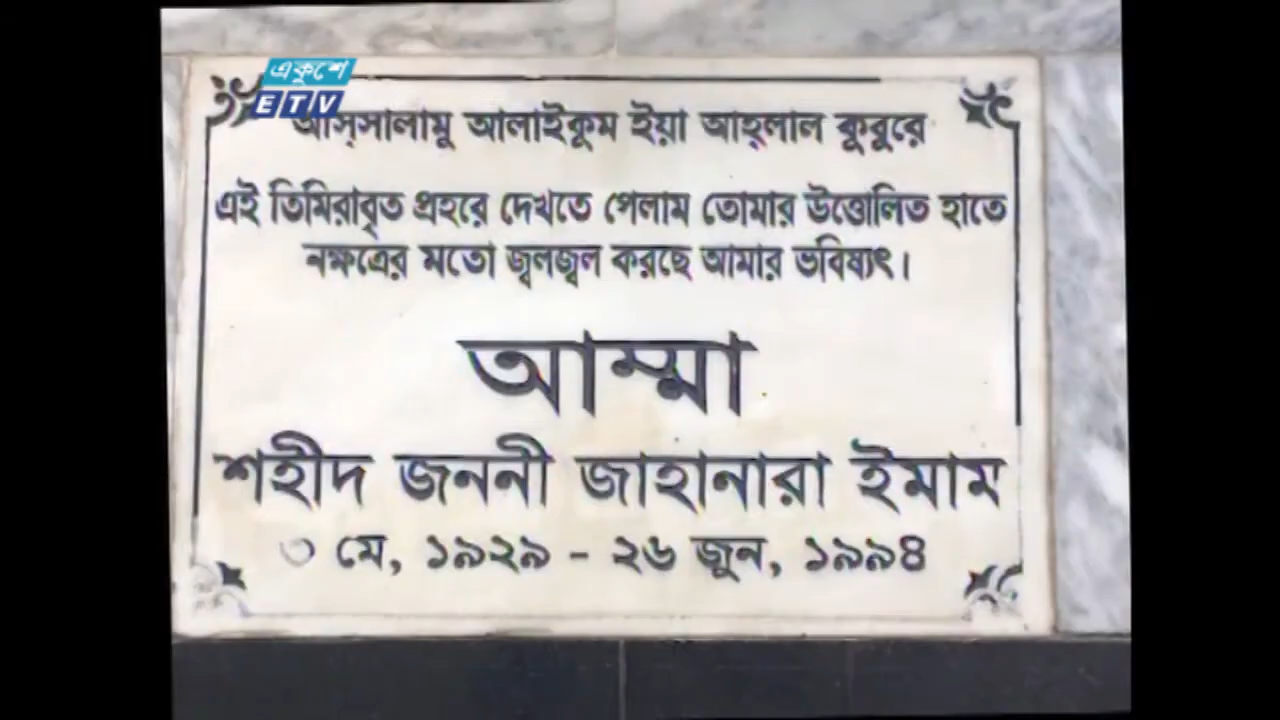 একুশে
ETV
আস্‌সালামু আলাইকুম ইয়া আহ্‌লাল কুবুরে
এই তিমিরাবৃত প্রহরে দেখতে পেলাম তোমার উত্তোলিত হাতে
নক্ষত্রের মতো জ্বলজ্বল করছে আমার ভবিষ্যৎ।
আম্মা
শহীদ জননী জাহানারা ইমাম
৩ মে, ১৯২৯ - ২৬ জুন, ১৯৯৪